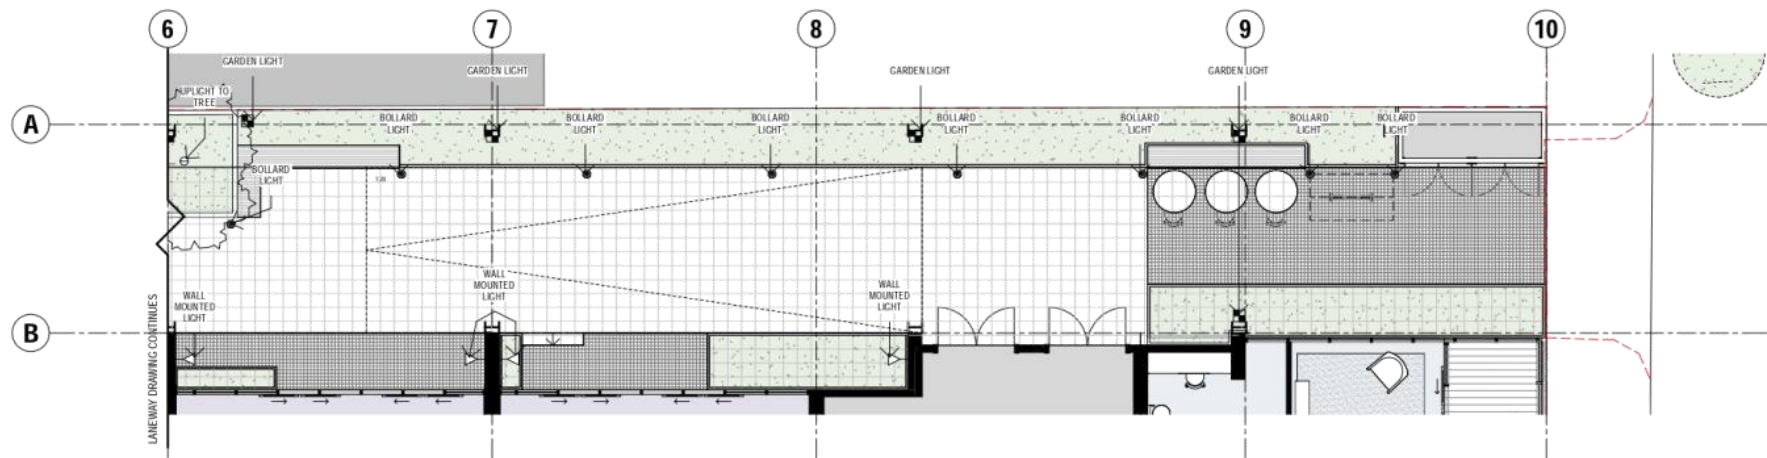 6
7
8
9
10
GARDEN LIGHT
GARDEN LIGHT
GARDEN LIGHT
GARDEN LIGHT
UPLIGHT TO
TREE
A
BOLLARD
LIGHT
BOLLARD
LIGHT
BOLLARD
LIGHT
BOLLARD
LIGHT
BOLLARD
LIGHT
BOLLARD
LIGHT
BOLLARD
LIGHT
BOLLARD
LIGHT
WALL
MOUNTED
LIGHT
WALL
MOUNTED
LIGHT
WALL
MOUNTED
LIGHT
B
LANEWAY DRAWING CONTINUES